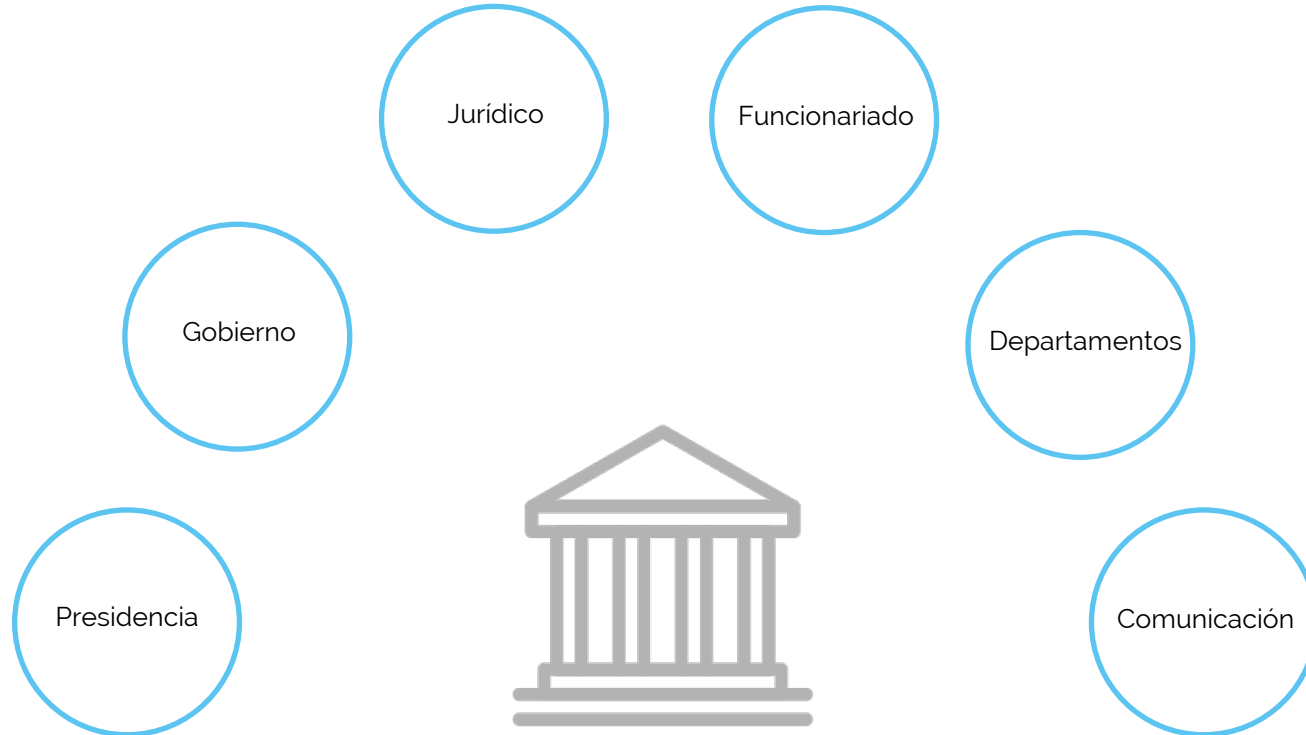 Jurídico
Funcionariado
Gobierno
Departamentos
Presidencia
Comunicación